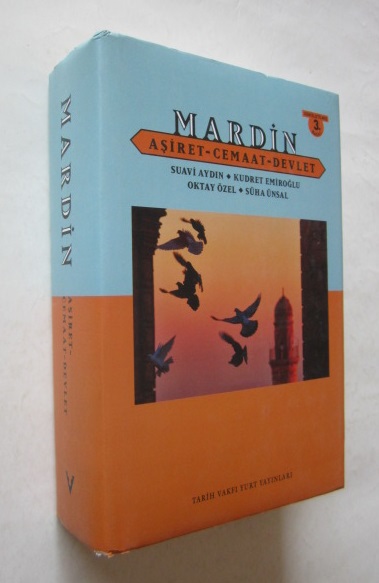 MARDİN
AŞİRET-CEMAAT-DEVLET
SUAVİ AYDIN ♦ KUDRET EMİROĞLU
OKTAY ÖZEL ♦ SÜHA ÜNSAL
3.
TARİH VAKFI YURT YAYINLARI
MARDİN
AŞİRET-
CEMAAT-DEVLET